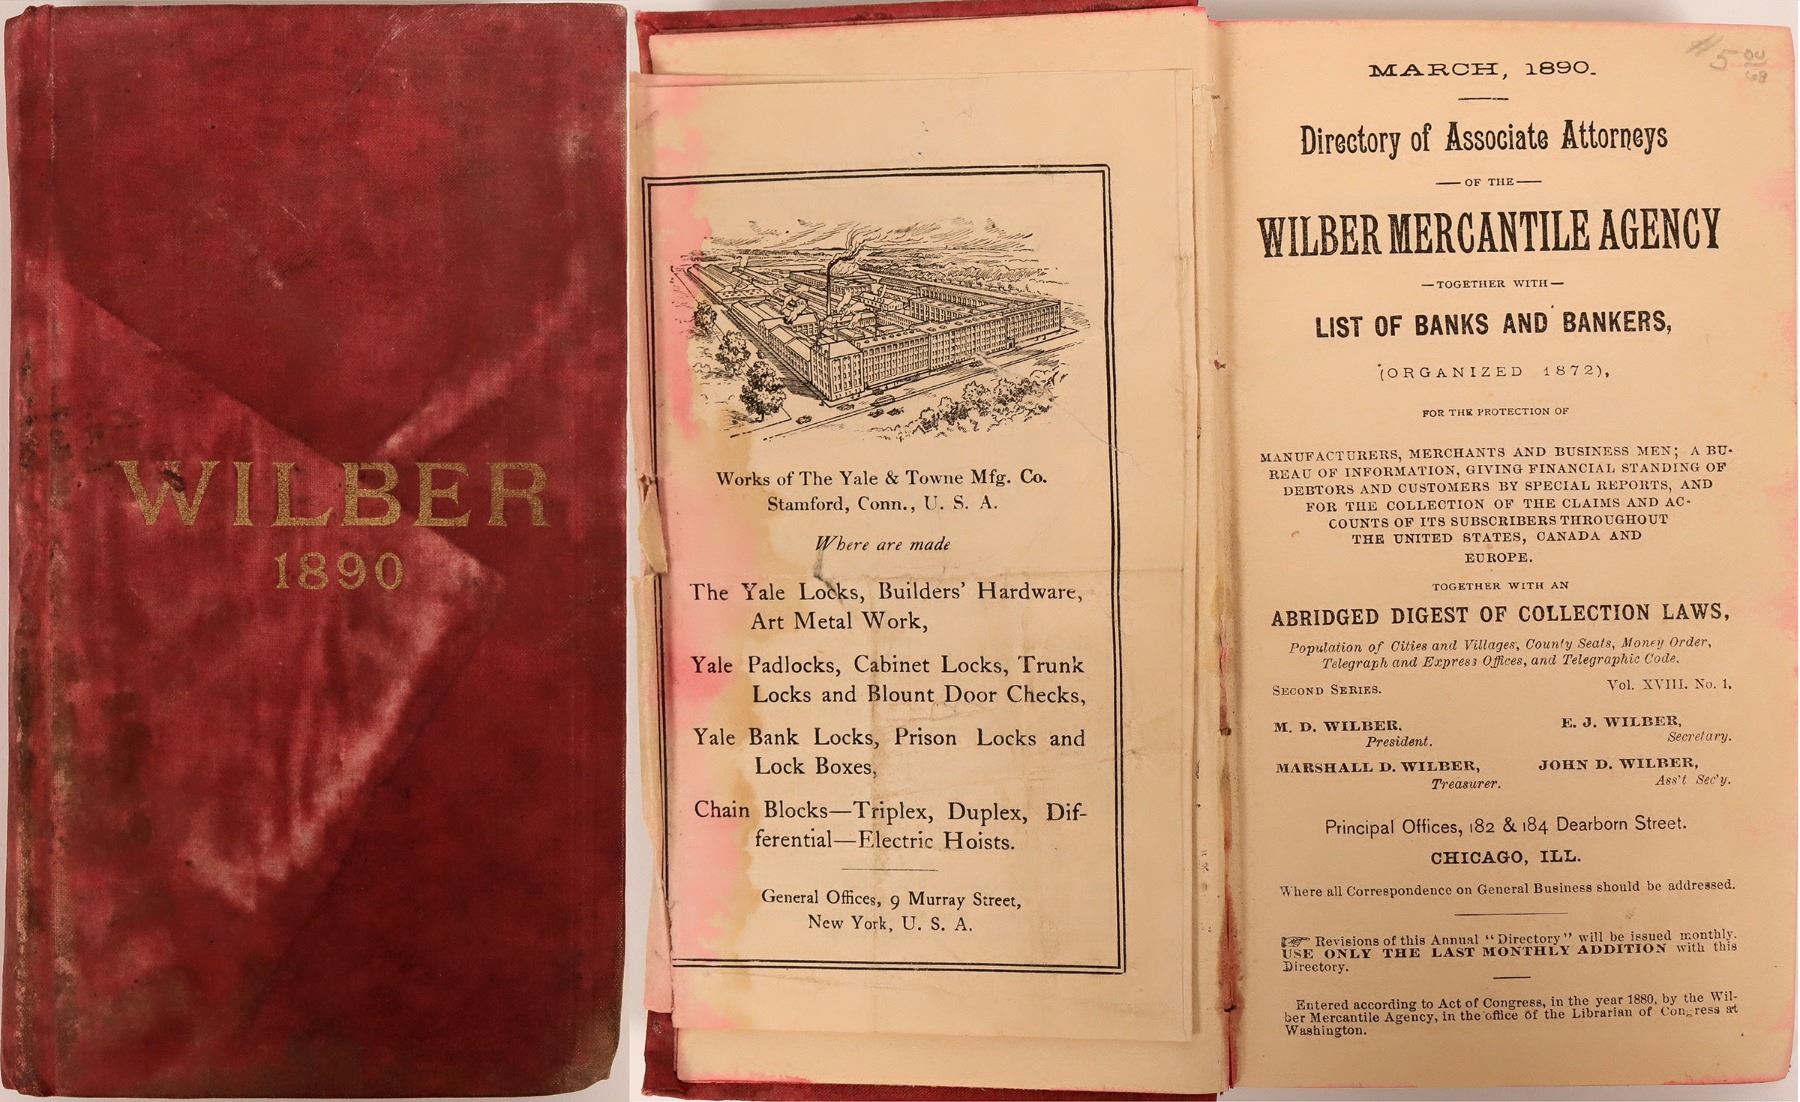 WILBER
1890
Works of The Yale & Towne Mfg. Co.
Stamford, Conn., U. S. A.
Where are made
The Yale Locks, Builders' Hardware,
Art Metal Work,
Yale Padlocks, Cabinet Locks, Trunk
Locks and Blount Door Checks,
Yale Bank Locks, Prison Locks and
Lock Boxes,
Chain Blocks—Triplex, Duplex, Dif-
ferential—Electric Hoists.
General Offices, 9 Murray Street,
New York, U. S. A.
MARCH, 1890.
Directory of Associate Attorneys
—OF THE—
WILBER MERCANTILE AGENCY
—TOGETHER WITH—
LIST OF BANKS AND BANKERS,
(ORGANIZED 1872),
FOR THE PROTECTION OF
MANUFACTURERS, MERCHANTS AND BUSINESS MEN; A BU-
REAU OF INFORMATION, GIVING FINANCIAL STANDING OF
DEBTORS AND CUSTOMERS BY SPECIAL REPORTS, AND
FOR THE COLLECTION OF THE CLAIMS AND AC-
COUNTS OF ITS SUBSCRIBERS THROUGHOUT
THE UNITED STATES, CANADA AND
EUROPE.
TOGETHER WITH AN
ABRIDGED DIGEST OF COLLECTION LAWS,
Population of Cities and Villages, County Seats, Money Order,
Telegraph and Express Offices, and Telegraphic Code.
SECOND SERIES. Vol. XVIII. No. 1.
M. D. WILBER, E. J. WILBER,
President. Secretary.
MARSHALL D. WILBER, JOHN D. WILBER,
Treasurer. Ass't Sec'y.
Principal Offices, 182 & 184 Dearborn Street.
CHICAGO, ILL.
Where all Correspondence on General Business should be addressed.
☞ Revisions of this Annual "Directory" will be issued monthly.
USE ONLY THE LAST MONTHLY ADDITION with this
Directory.
Entered according to Act of Congress, in the year 1880, by the Wil-
ber Mercantile Agency, in the office of the Librarian of Congress at
Washington.